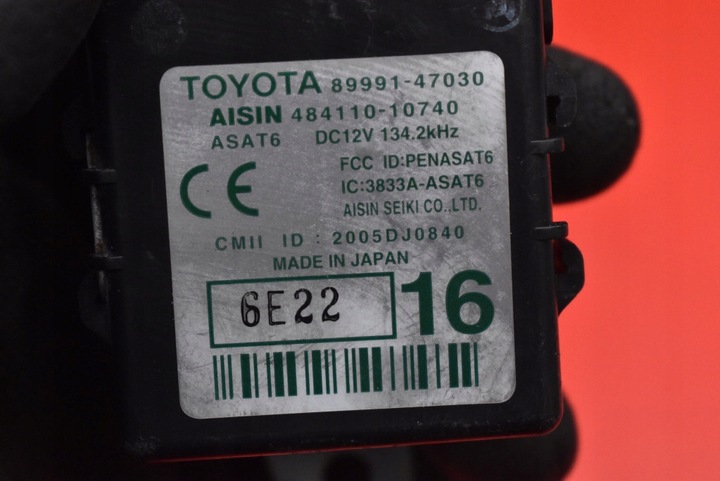 TOYOTA 89991-47030
AISIN 484110-10740
ASAT6 DC12V 134.2kHz
FCC ID:PENASAT6
CE IC:3833A-ASAT6
AISIN SEIKI CO.,LTD.
CMII ID : 2005DJ0840
MADE IN JAPAN
6E22 16